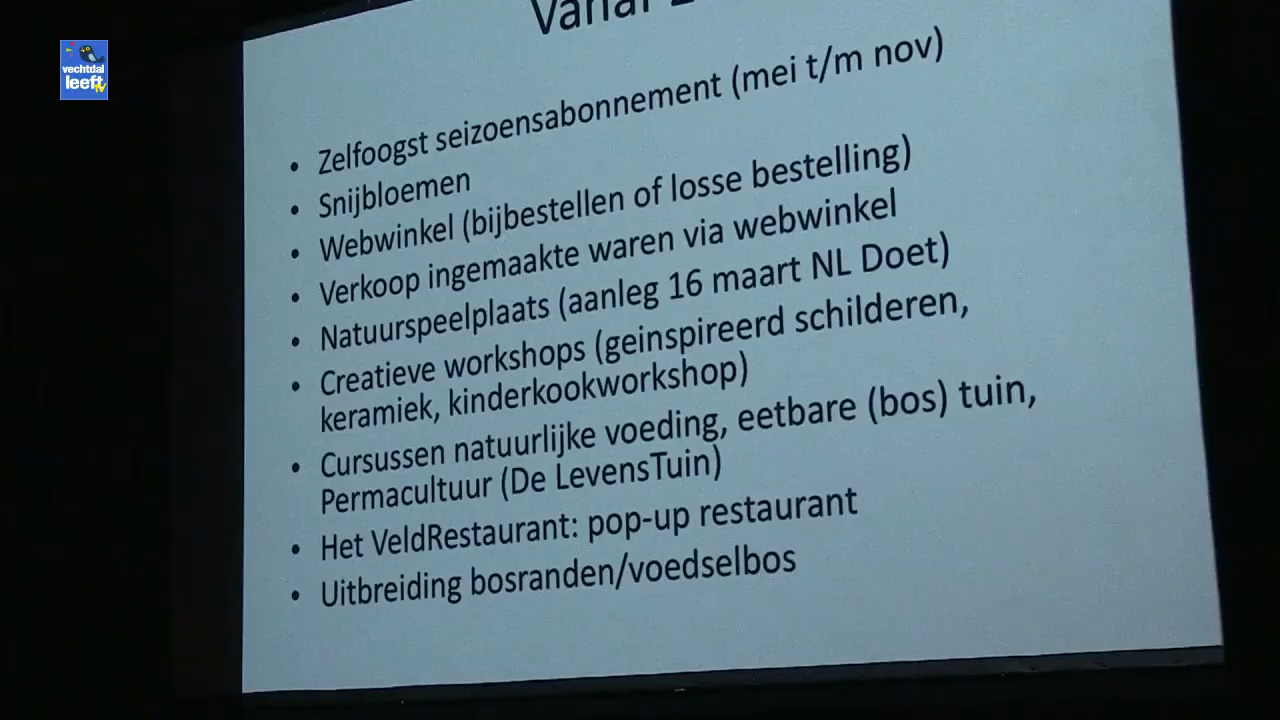 vechtdal
leeft
TV
Vanaf
• Zelfoogst seizoensabonnement (mei t/m nov)
• Snijbloemen
• Webwinkel (bijbestellen of losse bestelling)
• Verkoop ingemaakte waren via webwinkel
• Natuurspeelplaats (aanleg 16 maart NL Doet)
• Creatieve workshops (geinspireerd schilderen,
keramiek, kinderkookworkshop)
• Cursussen natuurlijke voeding, eetbare (bos) tuin,
Permacultuur (De LevensTuin)
• Het VeldRestaurant: pop-up restaurant
• Uitbreiding bosranden/voedselbos